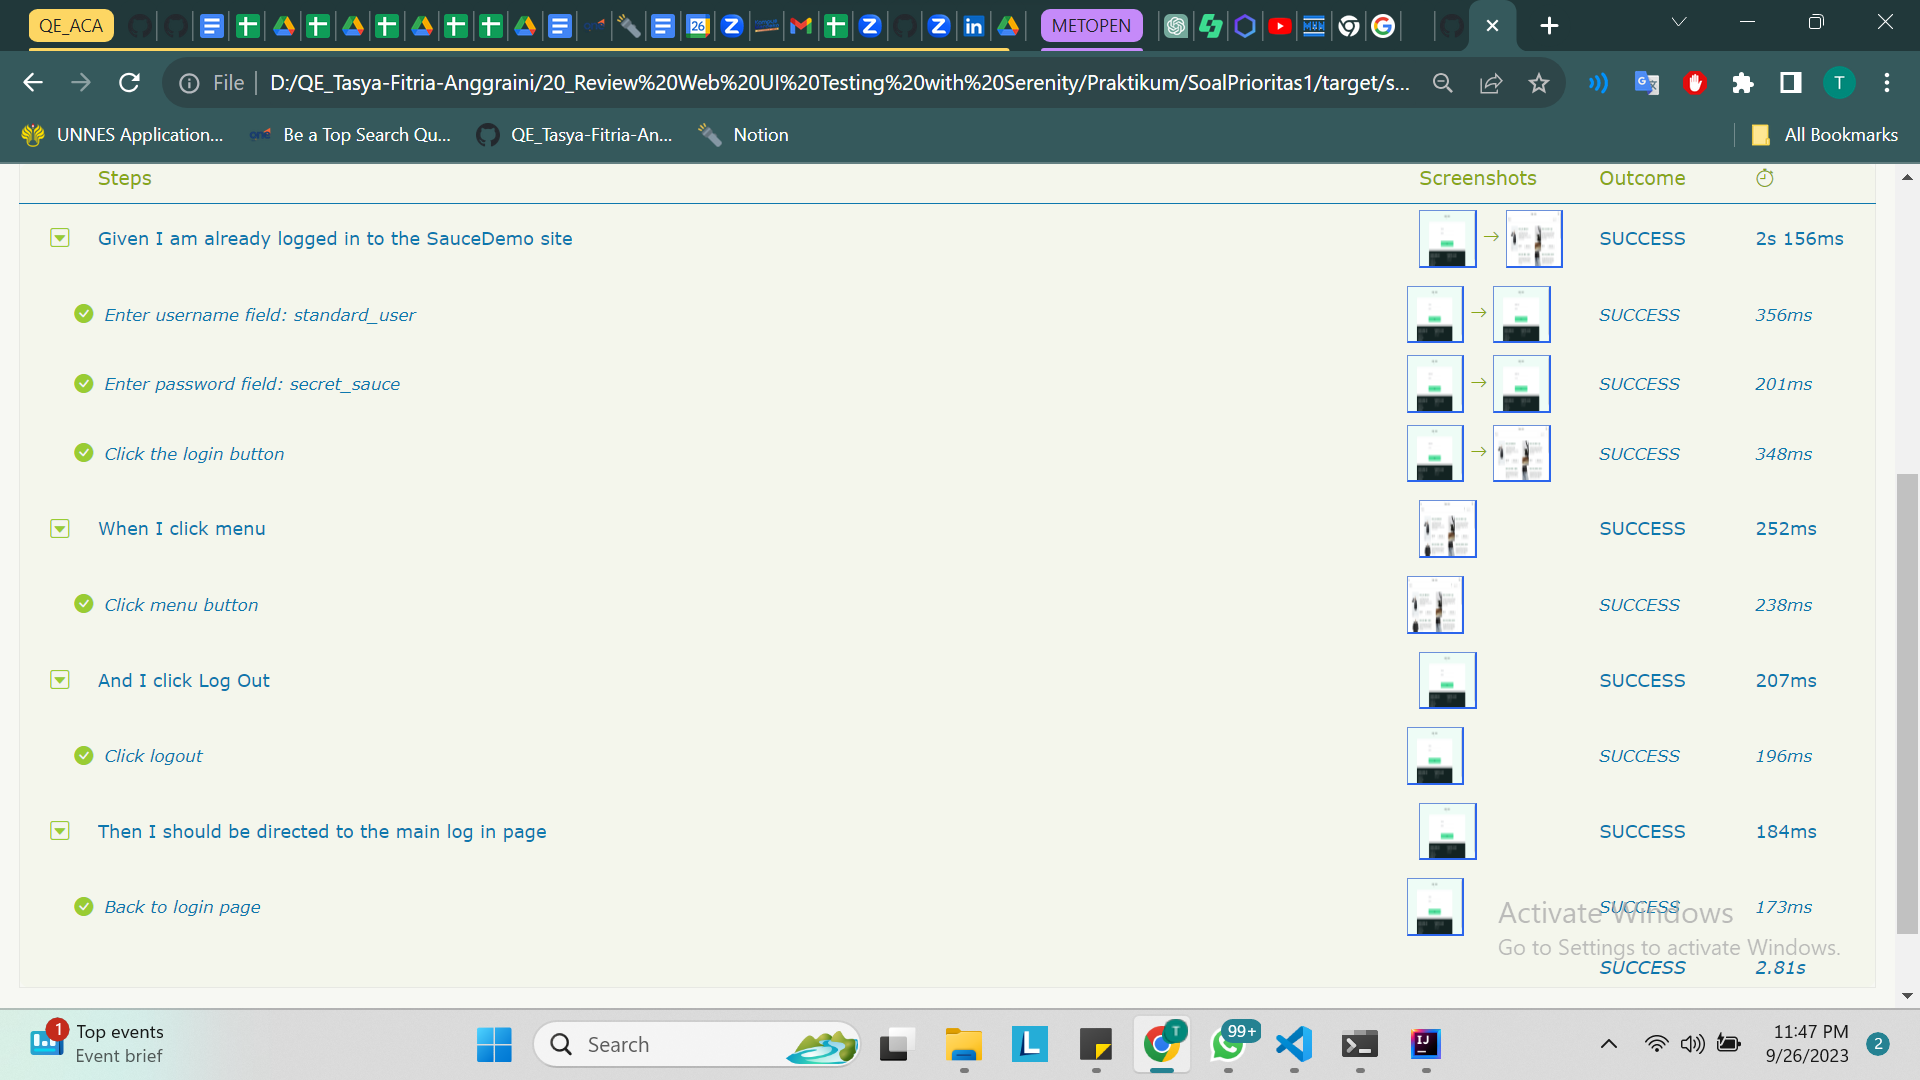 QE_ACA
METOPEN
File
D:/QE_Tasya-Fitria-Anggraini/20_Review%20Web%20UI%20Testing%20with%20Serenity/Praktikum/SoalPrioritas1/target/s...
T
UNNES Application...
Be a Top Search Qu...
QE_Tasya-Fitria-An...
Notion
All Bookmarks
Steps Screenshots Outcome
Given I am already logged in to the SauceDemo site SUCCESS 2s 156ms
Enter username field: standard_user SUCCESS 356ms
Enter password field: secret_sauce SUCCESS 201ms
Click the login button SUCCESS 348ms
When I click menu SUCCESS 252ms
Click menu button SUCCESS 238ms
And I click Log Out SUCCESS 207ms
Click logout SUCCESS 196ms
Then I should be directed to the main log in page SUCCESS 184ms
Back to login page SUCCESS 173ms
Activate Windows
Go to Settings to activate Windows.
SUCCESS 2.81s
1
Top events
Event brief
Search
T
99+
11:47 PM
9/26/2023
2